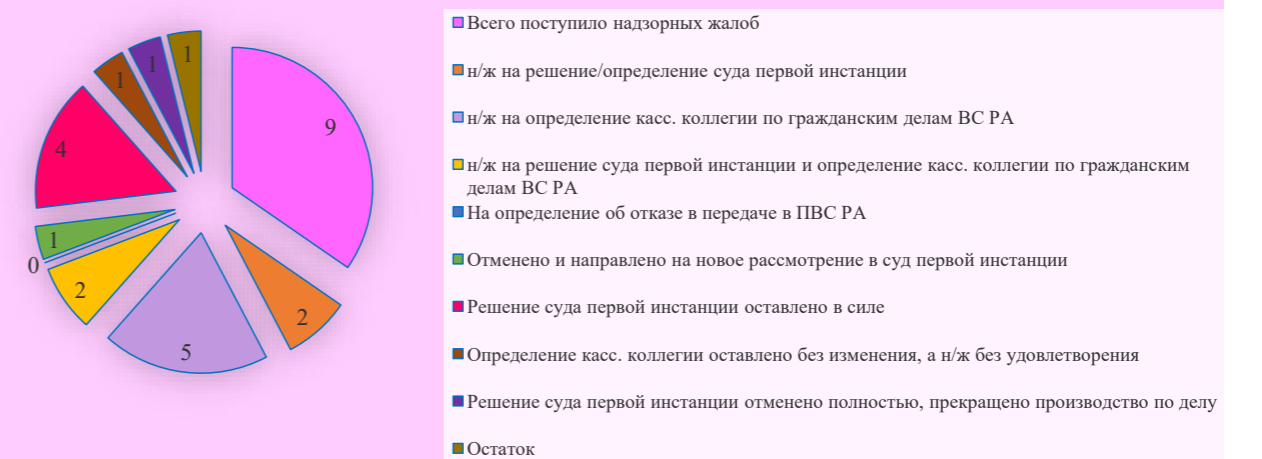 9
2
5
2
0
1
4
1
1
1
Всего поступило надзорных жалоб
н/ж на решение/определение суда первой инстанции
н/ж на определение касс. коллегии по гражданским делам ВС РА
н/ж на решение суда первой инстанции и определение касс. коллегии по гражданским
делам ВС РА
На определение об отказе в передаче в ПВС РА
Отменено и направлено на новое рассмотрение в суд первой инстанции
Решение суда первой инстанции оставлено в силе
Определение касс. коллегии оставлено без изменения, а н/ж без удовлетворения
Решение суда первой инстанции отменено полностью, прекращено производство по делу
Остаток